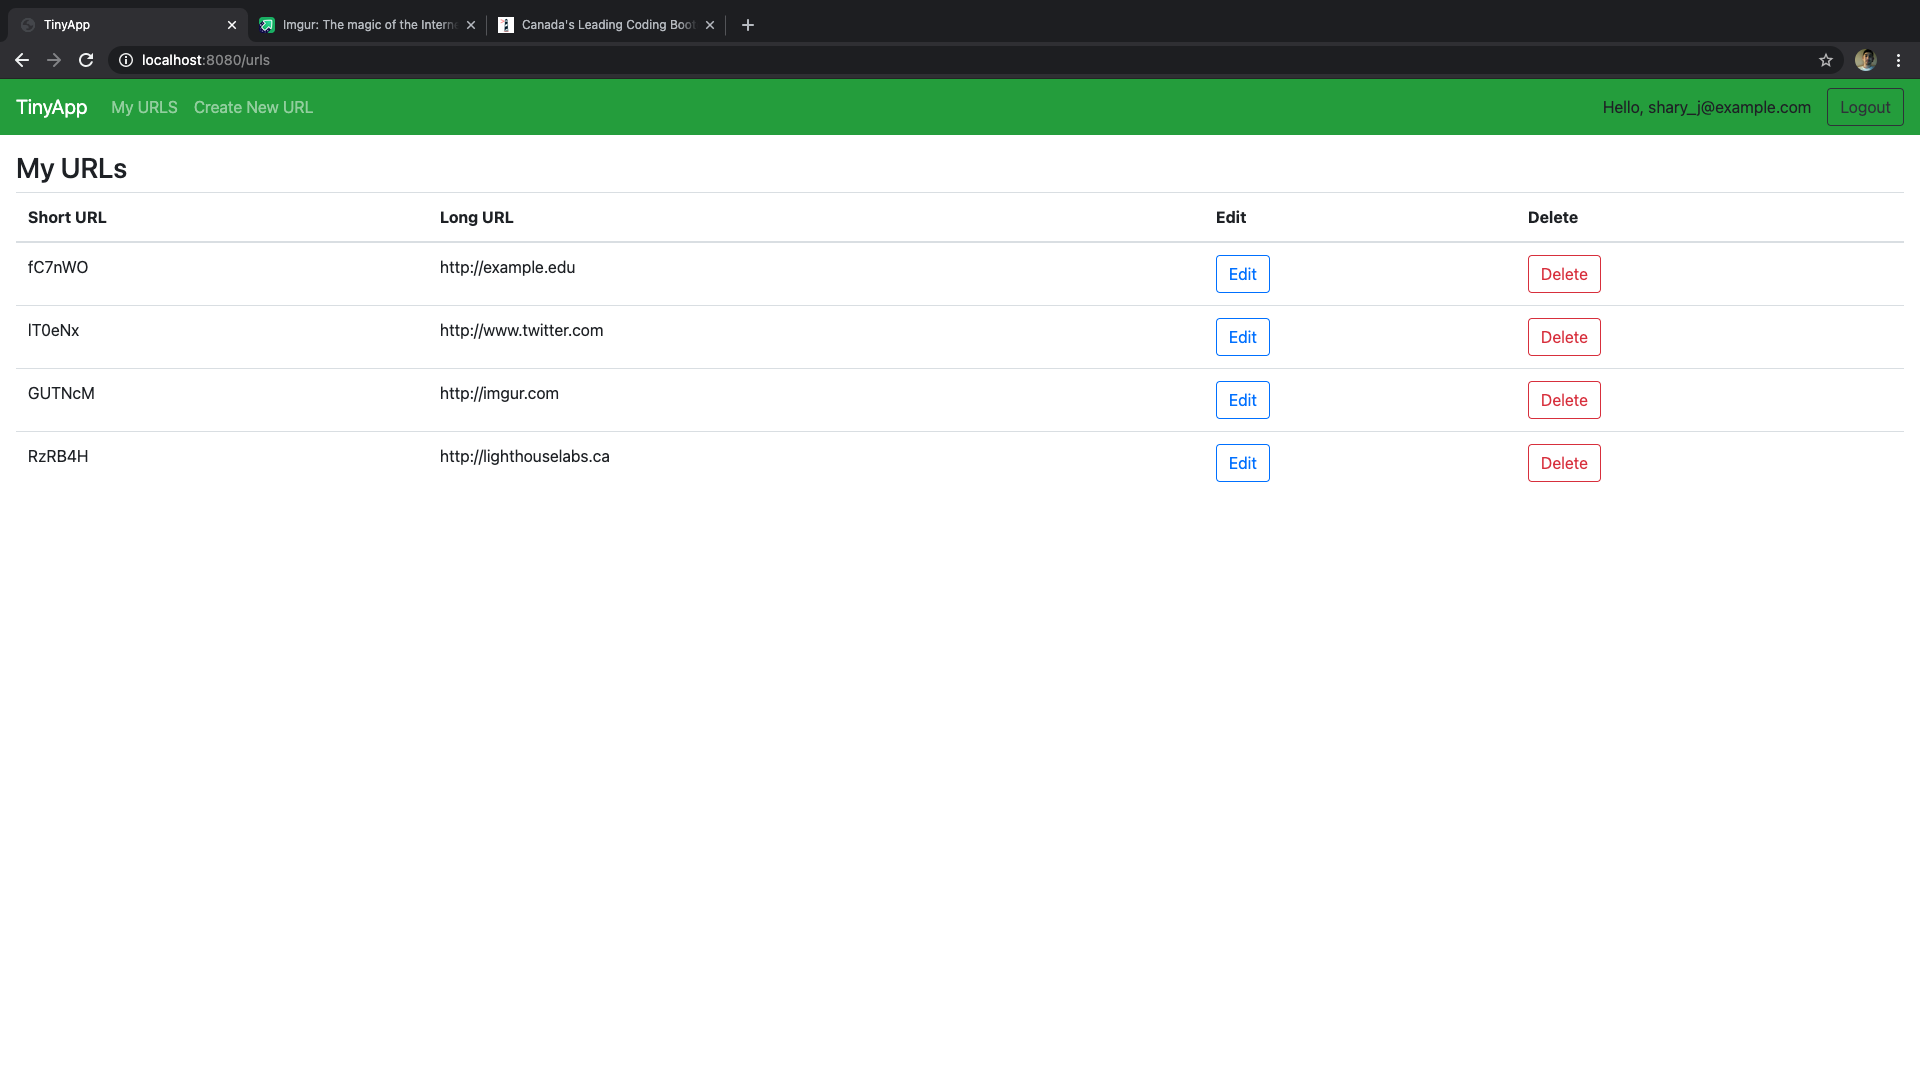 TinyApp
Imgur: The magic of the Interne
Canada's Leading Coding Boot
localhost:8080/urls
TinyApp My URLS Create New URL Hello, shary_j@example.com Logout
My URLs
Short URL Long URL Edit Delete
fC7nWO http://example.edu Edit Delete
lT0eNx http://www.twitter.com Edit Delete
GUTNcM http://imgur.com Edit Delete
RzRB4H http://lighthouselabs.ca Edit Delete